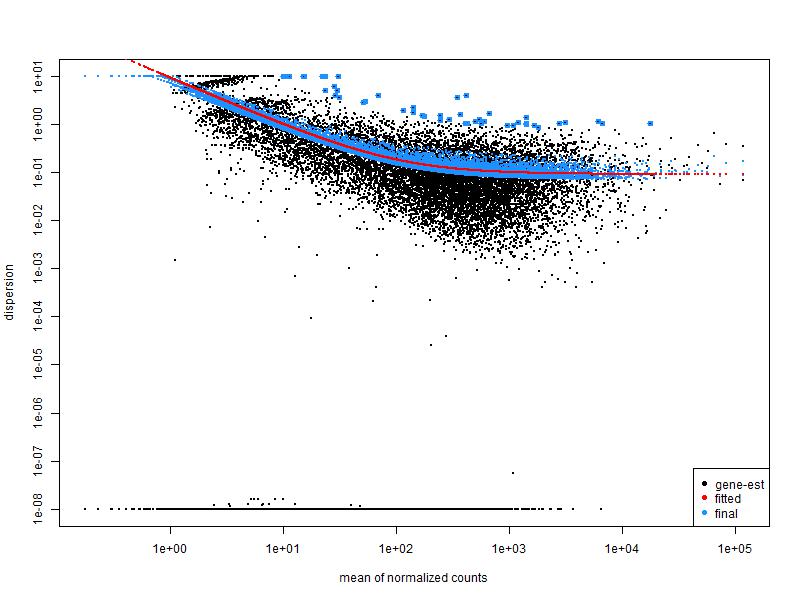 1e+01
1e+00
1e-01
1e-02
1e-03
1e-04
1e-05
1e-06
1e-07
1e-08
dispersion
gene-est
fitted
final
1e+00 1e+01 1e+02 1e+03 1e+04 1e+05
mean of normalized counts